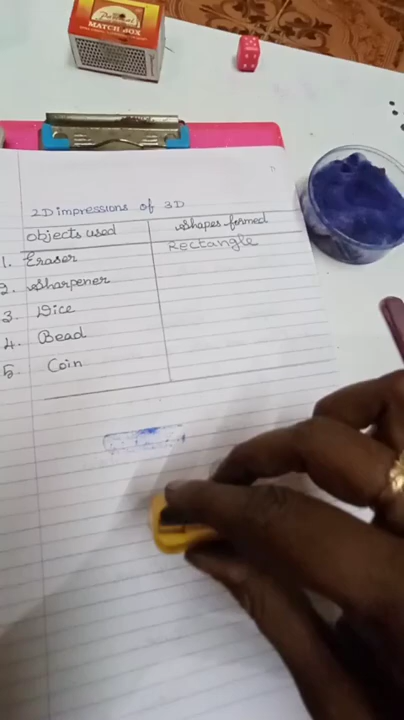 MATCH BOX
2D impressions of 3D
objects used shapes formed
1. Eraser Rectangle
2. Sharpener
3. Dice
4. Bead
5. Coin